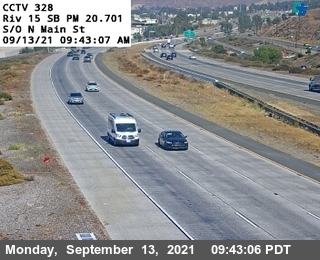 CCTV 328
Riv 15 SB PM 20.701
S/O N Main St
09/13/21 09:43:07 AM
Monday, September 13, 2021 09:43:06 PDT